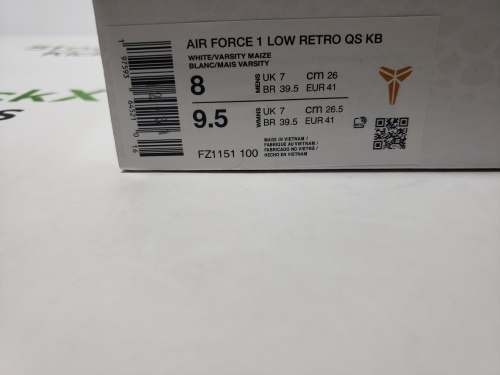 AIR FORCE 1 LOW RETRO QS KB
WHITE/VARSITY MAIZE
BLANC/MAIS VARSITY
8 MENS UK 7 cm 26
BR 39.5 EUR 41
9.5 WMNS UK 7 cm 26.5
BR 39.5 EUR 41
FZ1151 100
MADE IN VIETNAM /
FABRIQUÉ AU VIETNAM /
FABRICADO NO VIETNÃ /
HECHO EN VIETNAM